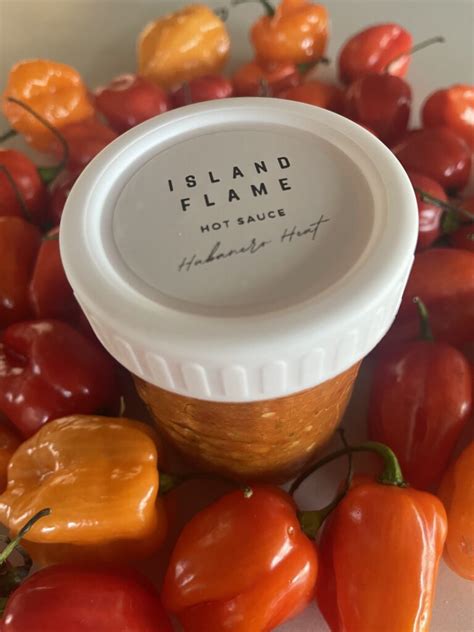 ISLAND
FLAME
HOT SAUCE
Habanero Heat